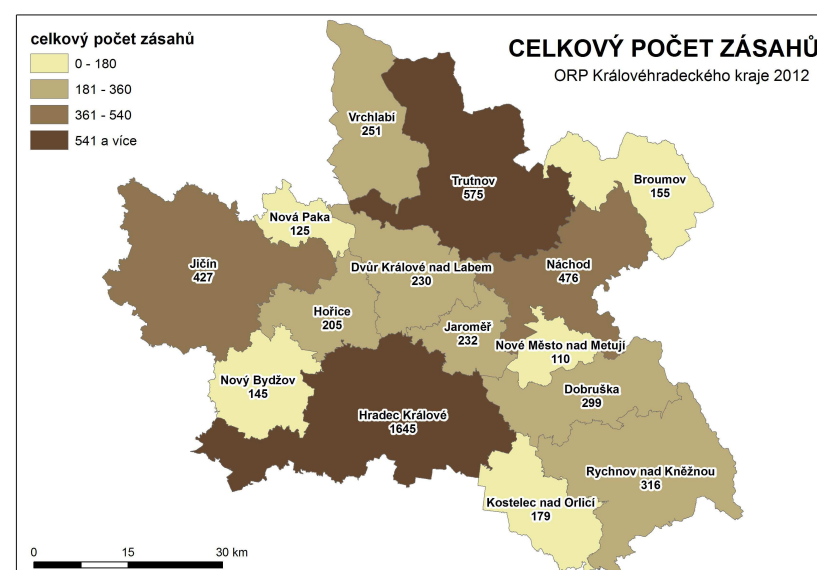 celkový počet zásahů
0 - 180
181 - 360
361 - 540
541 a více
CELKOVÝ POČET ZÁSAHŮ
ORP Královéhradeckého kraje 2012
Vrchlabí
251
Trutnov
575
Broumov
155
Nová Paka
125
Jičín
427
Dvůr Králové nad Labem
230
Náchod
476
Hořice
205
Jaroměř
232
Nové Město nad Metují
110
Nový Bydžov
145
Dobruška
299
Hradec Králové
1645
Rychnov nad Kněžnou
316
Kostelec nad Orlicí
179
0 15 30 km